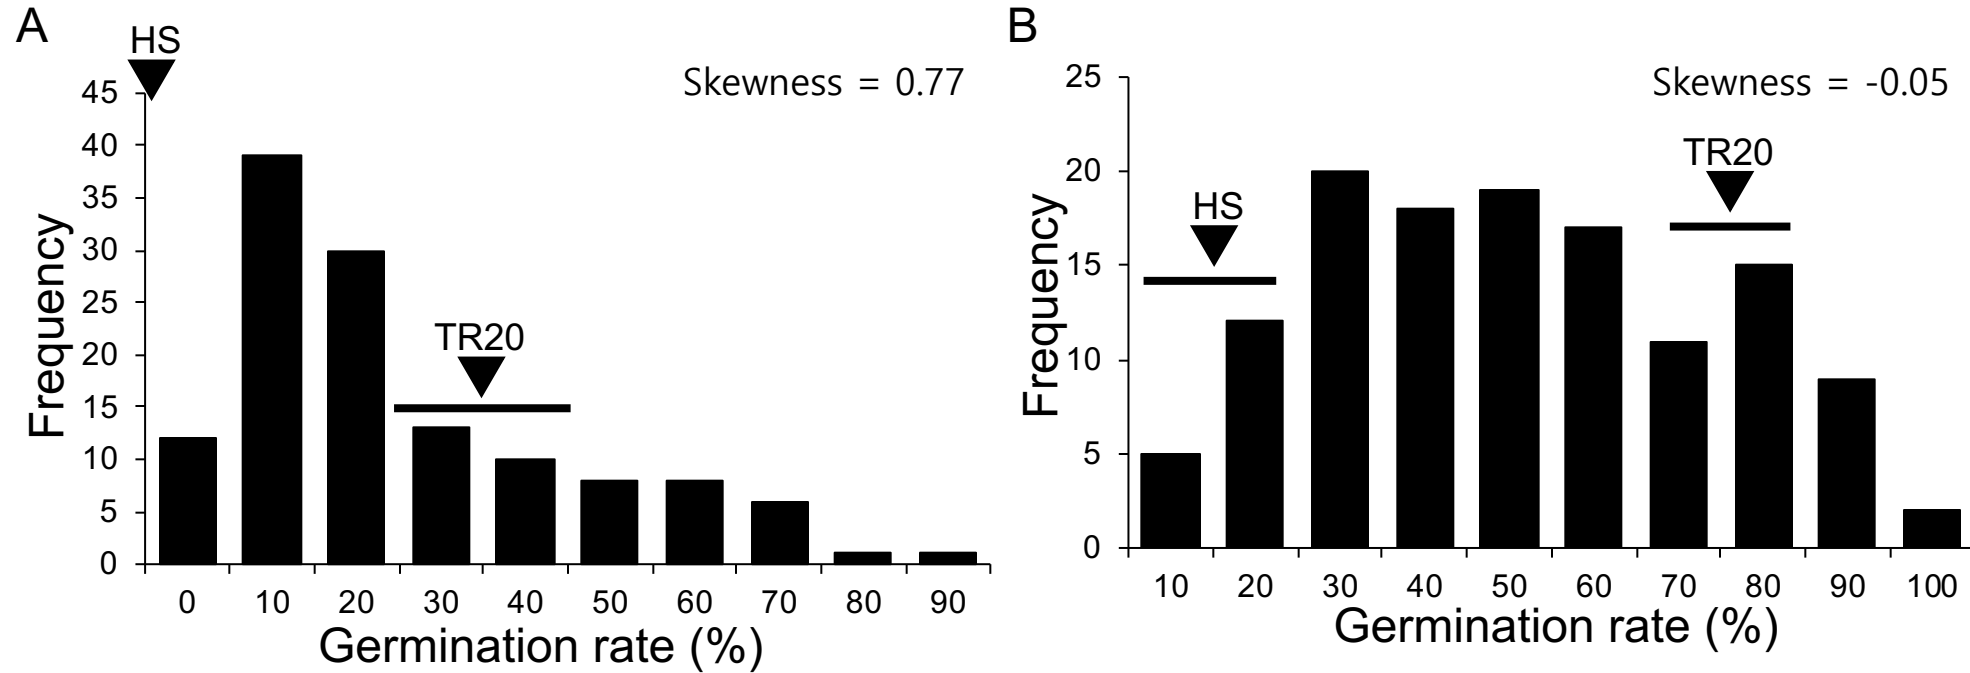 A
HS
Skewness = 0.77
45
40
35
30
25
20
15
10
5
0
Frequency
TR20
0 10 20 30 40 50 60 70 80 90
Germination rate (%)
B
Skewness = -0.05
25
20
15
10
5
0
Frequency
HS
TR20
10 20 30 40 50 60 70 80 90 100
Germination rate (%)